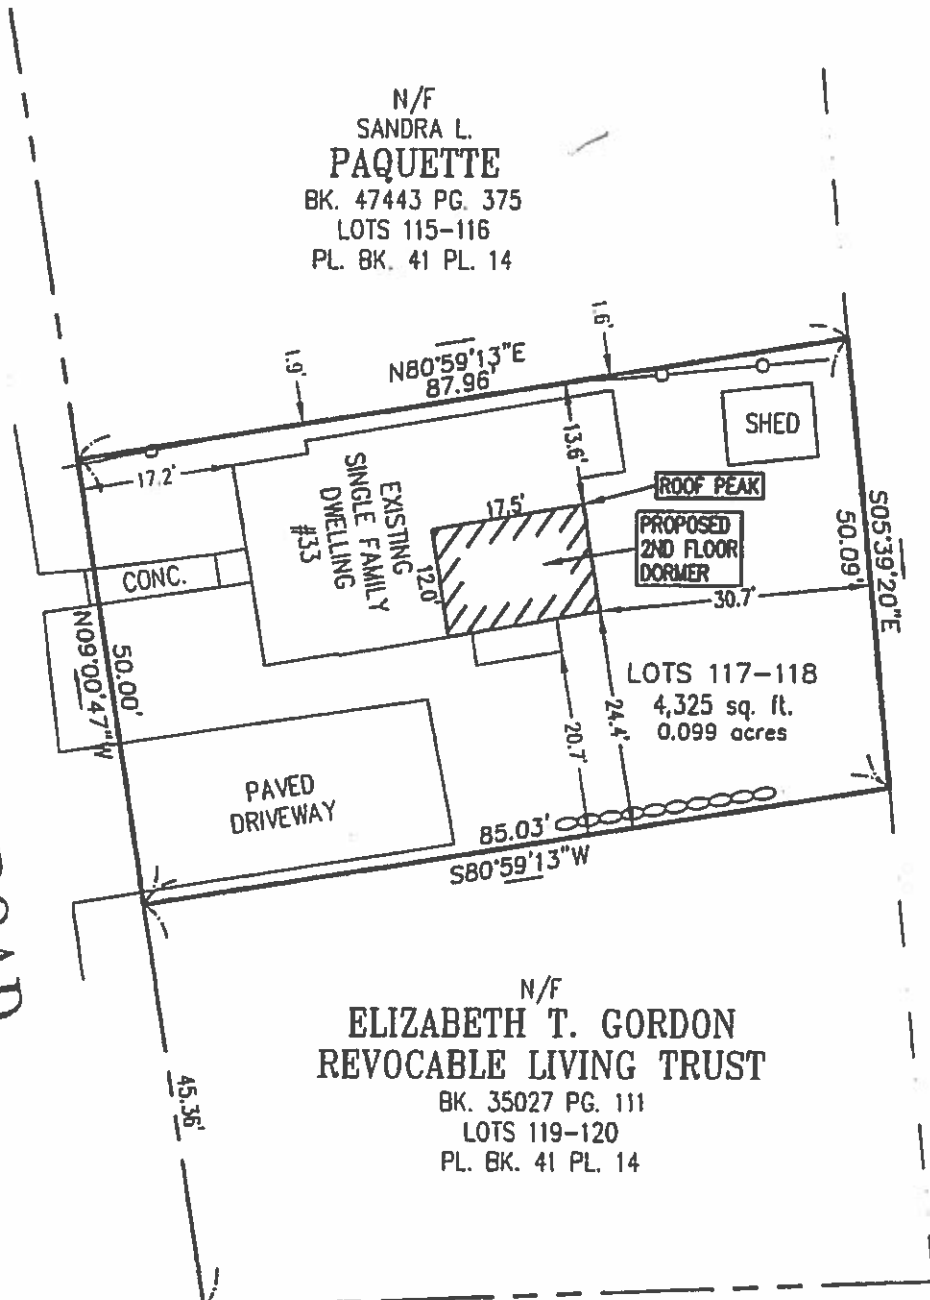 N/F
SANDRA L.
PAQUETTE
BK. 47443 PG. 375
LOTS 115-116
PL. BK. 41 PL. 14
1.9'
N80°59'13"E
87.96'
1.6'
17.2'
13.6'
SHED
ROOF PEAK
EXISTING
SINGLE FAMILY
DWELLING
#33
17.5'
12.0'
PROPOSED
2ND FLOOR
DORMER
S05°39'20"E
50.09'
CONC.
30.7'
N09°00'47"W
50.00'
LOTS 117-118
4,325 sq. ft.
0.099 acres
24.4'
20.7'
PAVED
DRIVEWAY
85.03'
S80°59'13"W
N/F
ELIZABETH T. GORDON
REVOCABLE LIVING TRUST
BK. 35027 PG. 111
LOTS 119-120
PL. BK. 41 PL. 14
45.36'